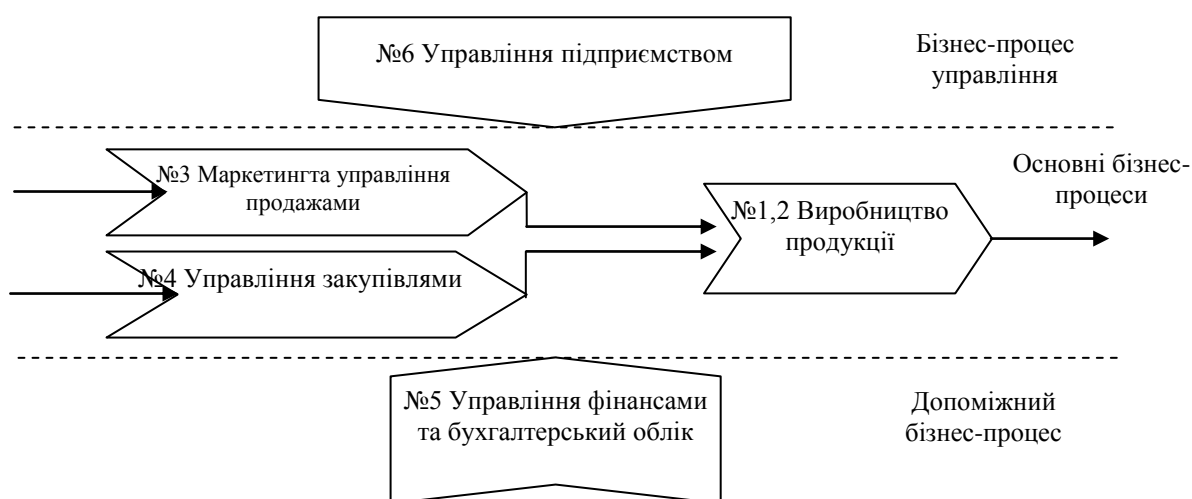 №6 Управління підприємством
Бізнес-процес
управління
№3 Маркетингта управління
продажами
Основні бізнес-
процеси
№1,2 Виробництво
продукції
№4 Управління закупівлями
№5 Управління фінансами
та бухгалтерський облік
Допоміжний
бізнес-процес